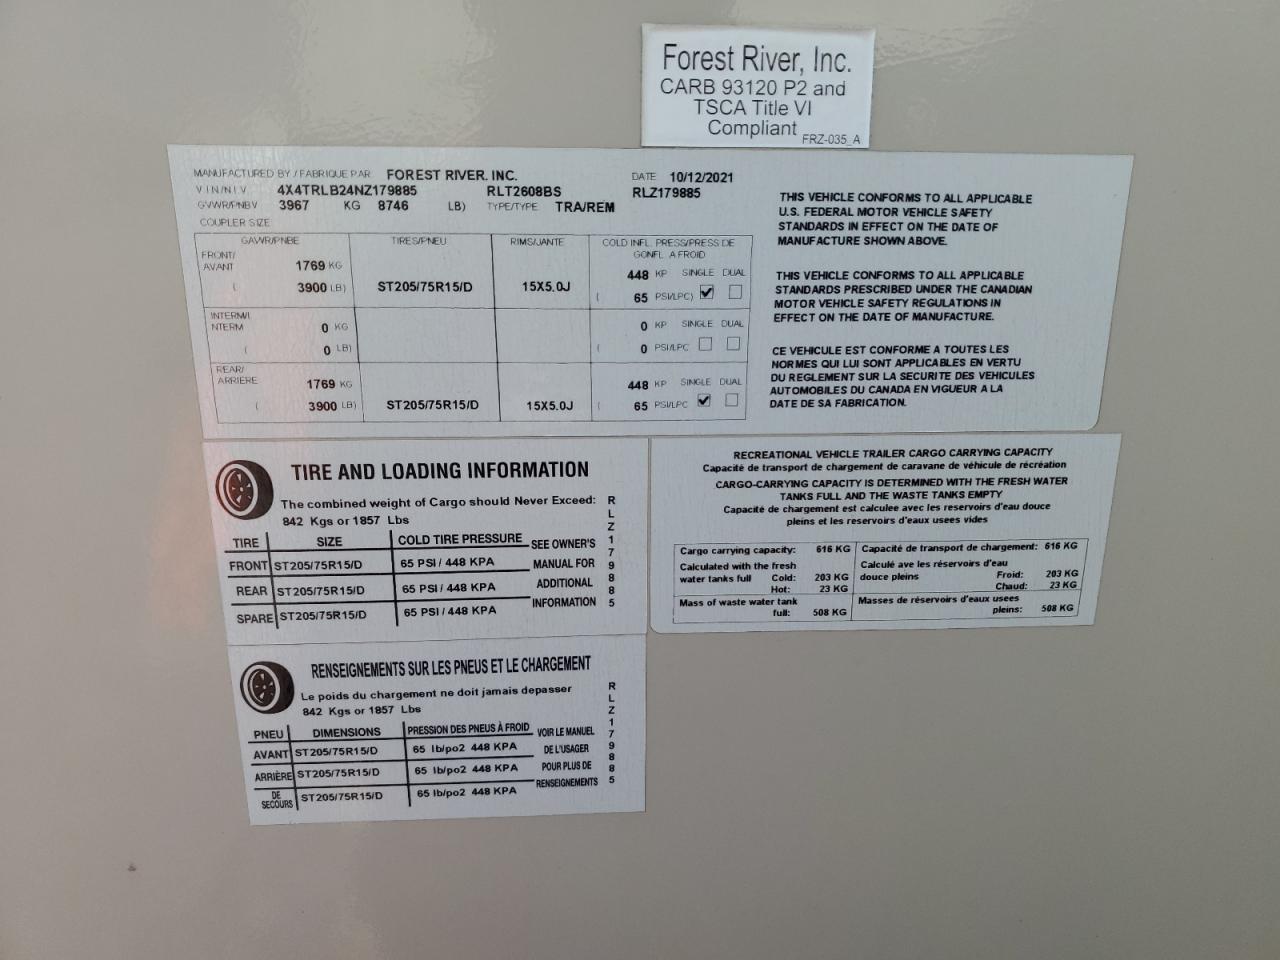 Forest River, Inc.
CARB 93120 P2 and
TSCA Title VI
Compliant
FRZ-035_A
MANUFACTURED BY / FABRIQUE PAR FOREST RIVER, INC. DATE 10/12/2021
VIN/N.I.V. 4X4TRLB24NZ179885 RLT2608BS RLZ179885
GVWR/PNBV 3967 KG 8746 LB) TYPE/TYPE TRA/REM
COUPLER SIZE
GAWR/PNBE TIRES/PNEU RIMS/JANTE COLD INFL. PRESS/PRESS DE
GONFL. A FROID
FRONT/
AVANT 1769 KG 448 KP SINGLE DUAL
( 3900 LB) ST205/75R15/D 15X5.0J ( 65 PSI/LPC)
INTERM/
INTERM 0 KG 0 KP SINGLE DUAL
( 0 LB) ( 0 PSI/LPC
REAR/
ARRIERE 1769 KG 448 KP SINGLE DUAL
( 3900 LB) ST205/75R15/D 15X5.0J ( 65 PSI/LPC
THIS VEHICLE CONFORMS TO ALL APPLICABLE
U.S. FEDERAL MOTOR VEHICLE SAFETY
STANDARDS IN EFFECT ON THE DATE OF
MANUFACTURE SHOWN ABOVE.
THIS VEHICLE CONFORMS TO ALL APPLICABLE
STANDARDS PRESCRIBED UNDER THE CANADIAN
MOTOR VEHICLE SAFETY REGULATIONS IN
EFFECT ON THE DATE OF MANUFACTURE.
CE VEHICULE EST CONFORME A TOUTES LES
NORMES QUI LUI SONT APPLICABLES EN VERTU
DU REGLEMENT SUR LA SECURITE DES VEHICULES
AUTOMOBILES DU CANADA EN VIGUEUR A LA
DATE DE SA FABRICATION.
TIRE AND LOADING INFORMATION
The combined weight of Cargo should Never Exceed:
842 Kgs or 1857 Lbs
TIRE SIZE COLD TIRE PRESSURE SEE OWNER'S
FRONT ST205/75R15/D 65 PSI / 448 KPA MANUAL FOR
REAR ST205/75R15/D 65 PSI / 448 KPA ADDITIONAL
SPARE ST205/75R15/D 65 PSI / 448 KPA INFORMATION
RLZ179885
RECREATIONAL VEHICLE TRAILER CARGO CARRYING CAPACITY
Capacité de transport de chargement de caravane de véhicule de récréation
CARGO-CARRYING CAPACITY IS DETERMINED WITH THE FRESH WATER
TANKS FULL AND THE WASTE TANKS EMPTY
Capacité de chargement est calculee avec les reservoirs d'eau douce
pleins et les reservoirs d'eaux usees vides
Cargo carrying capacity: 616 KG Capacité de transport de chargement: 616 KG
Calculated with the fresh Calculé ave les réservoirs d'eau
water tanks full Cold: 203 KG douce pleins Froid: 203 KG
Hot: 23 KG Chaud: 23 KG
Mass of waste water tank Masses de réservoirs d'eaux usees
full: 508 KG pleins: 508 KG
RENSEIGNEMENTS SUR LES PNEUS ET LE CHARGEMENT
Le poids du chargement ne doit jamais depasser
842 Kgs or 1857 Lbs
PNEU DIMENSIONS PRESSION DES PNEUS À FROID VOIR LE MANUEL
AVANT ST205/75R15/D 65 lb/po2 448 KPA DE L'USAGER
ARRIÈRE ST205/75R15/D 65 lb/po2 448 KPA POUR PLUS DE
DE
SECOURS ST205/75R15/D 65 lb/po2 448 KPA RENSEIGNEMENTS
RLZ179885